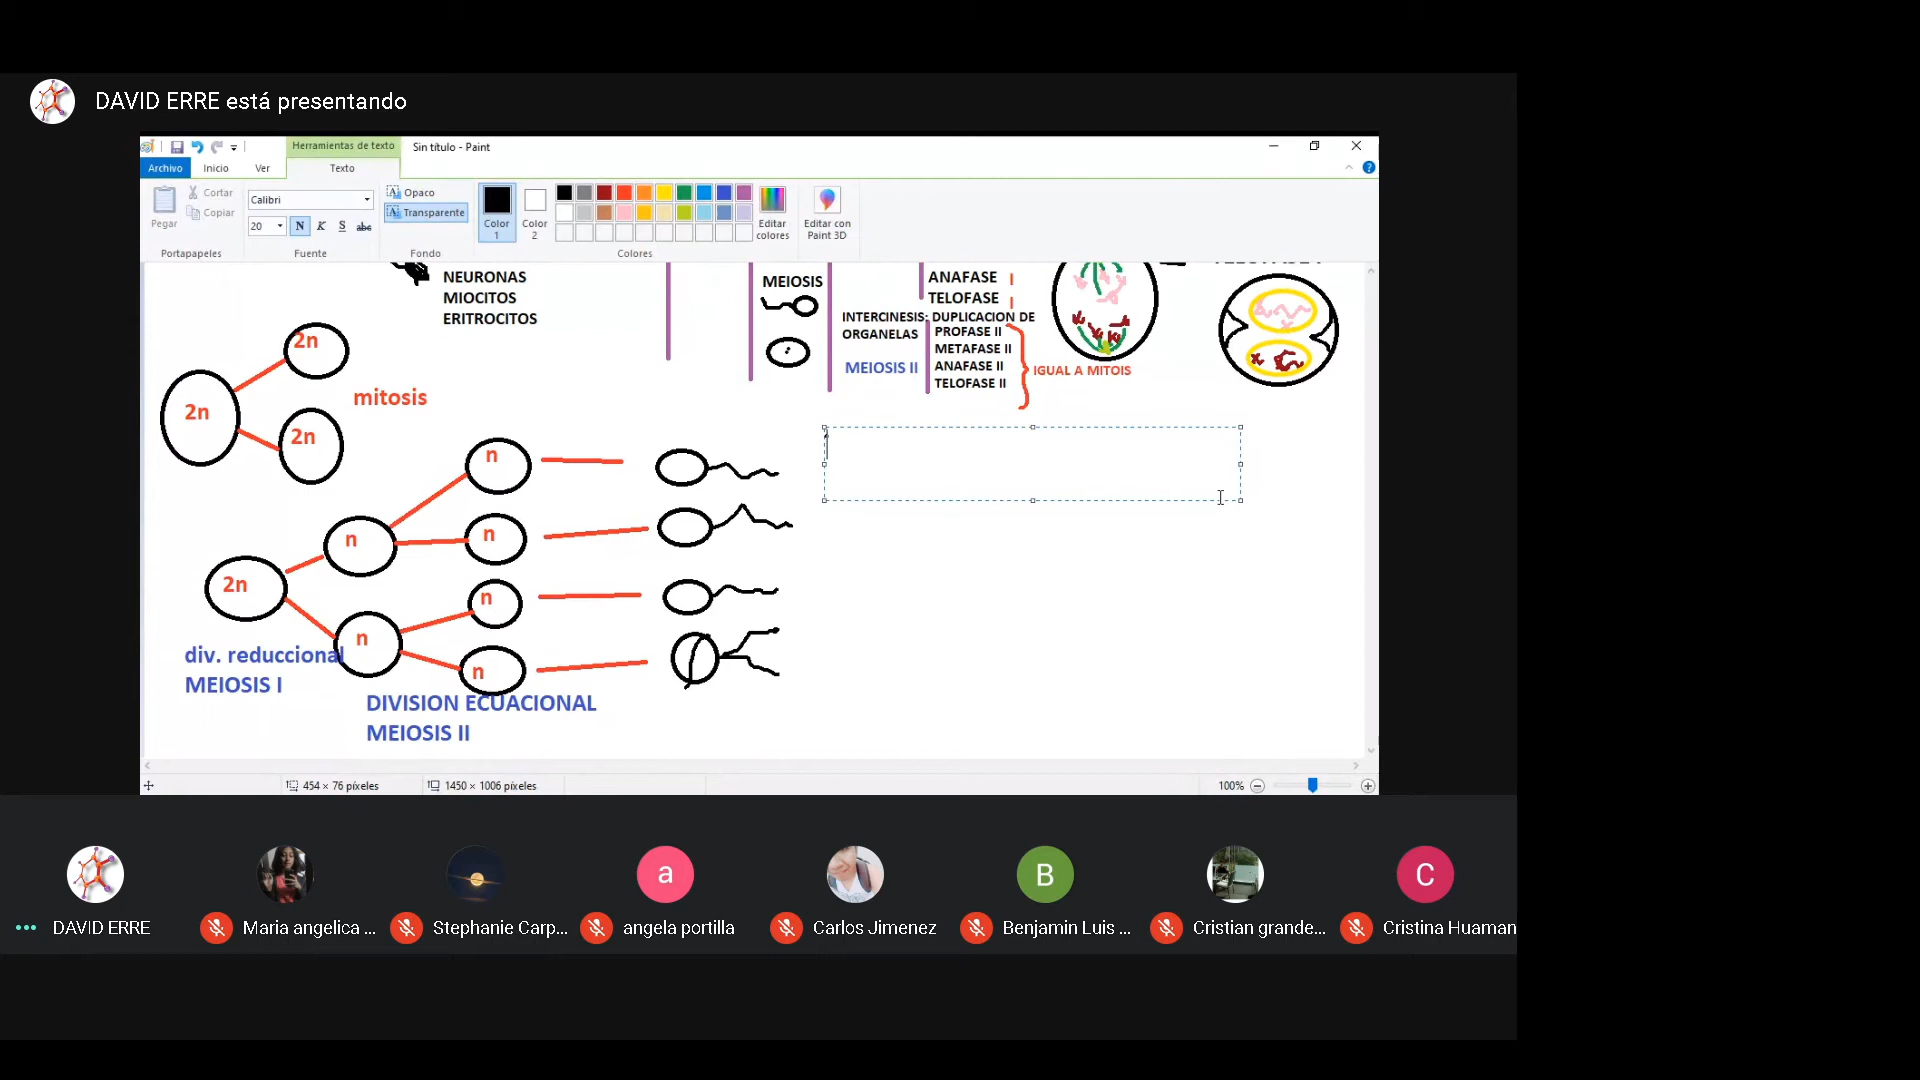 DAVID ERRE está presentando
Herramientas de texto
Sin título - Paint
Archivo
Inicio
Ver
Texto
Pegar
Cortar
Copiar
Portapapeles
Calibri
20
N K S abc
Fuente
Opaco
Transparente
Fondo
Color 1
Color 2
Editar colores
Colores
Editar con Paint 3D
NEURONAS
MIOCITOS
ERITROCITOS
MEIOSIS
ANAFASE I
TELOFASE I
INTERCINESIS: DUPLICACION DE
ORGANELAS
MEIOSIS II
PROFASE II
METAFASE II
ANAFASE II
TELOFASE II
IGUAL A MITOIS
2n
2n
2n
mitosis
2n
n
n
n
n
n
n
div. reduccional
MEIOSIS I
DIVISION ECUACIONAL
MEIOSIS II
454 × 76 píxeles
1450 × 1006 píxeles
100%
a
B
C
DAVID ERRE
Maria angelica ...
Stephanie Carp...
angela portilla
Carlos Jimenez
Benjamin Luis ...
Cristian grande...
Cristina Huaman